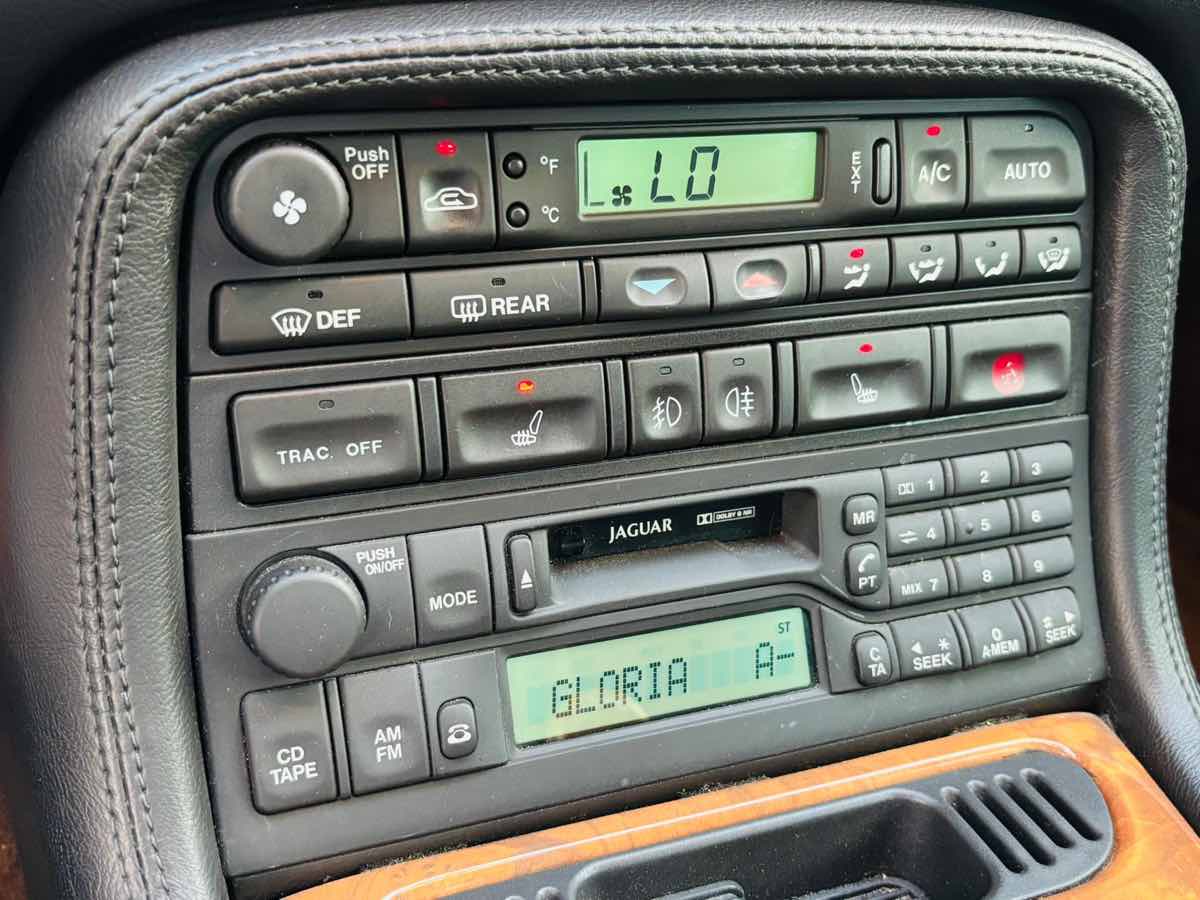 Push
OFF
°F
°C
LO
EXT
A/C
AUTO
DEF
REAR
TRAC. OFF
PUSH
ON/OFF
MODE
JAGUAR
DOLBY B NR
MR
PT
1
2
3
4
5
6
MIX 7
8
9
C
TA
SEEK
*
0
A·MEM
SEEK
CD
TAPE
AM
FM
ST
GLORIA A-